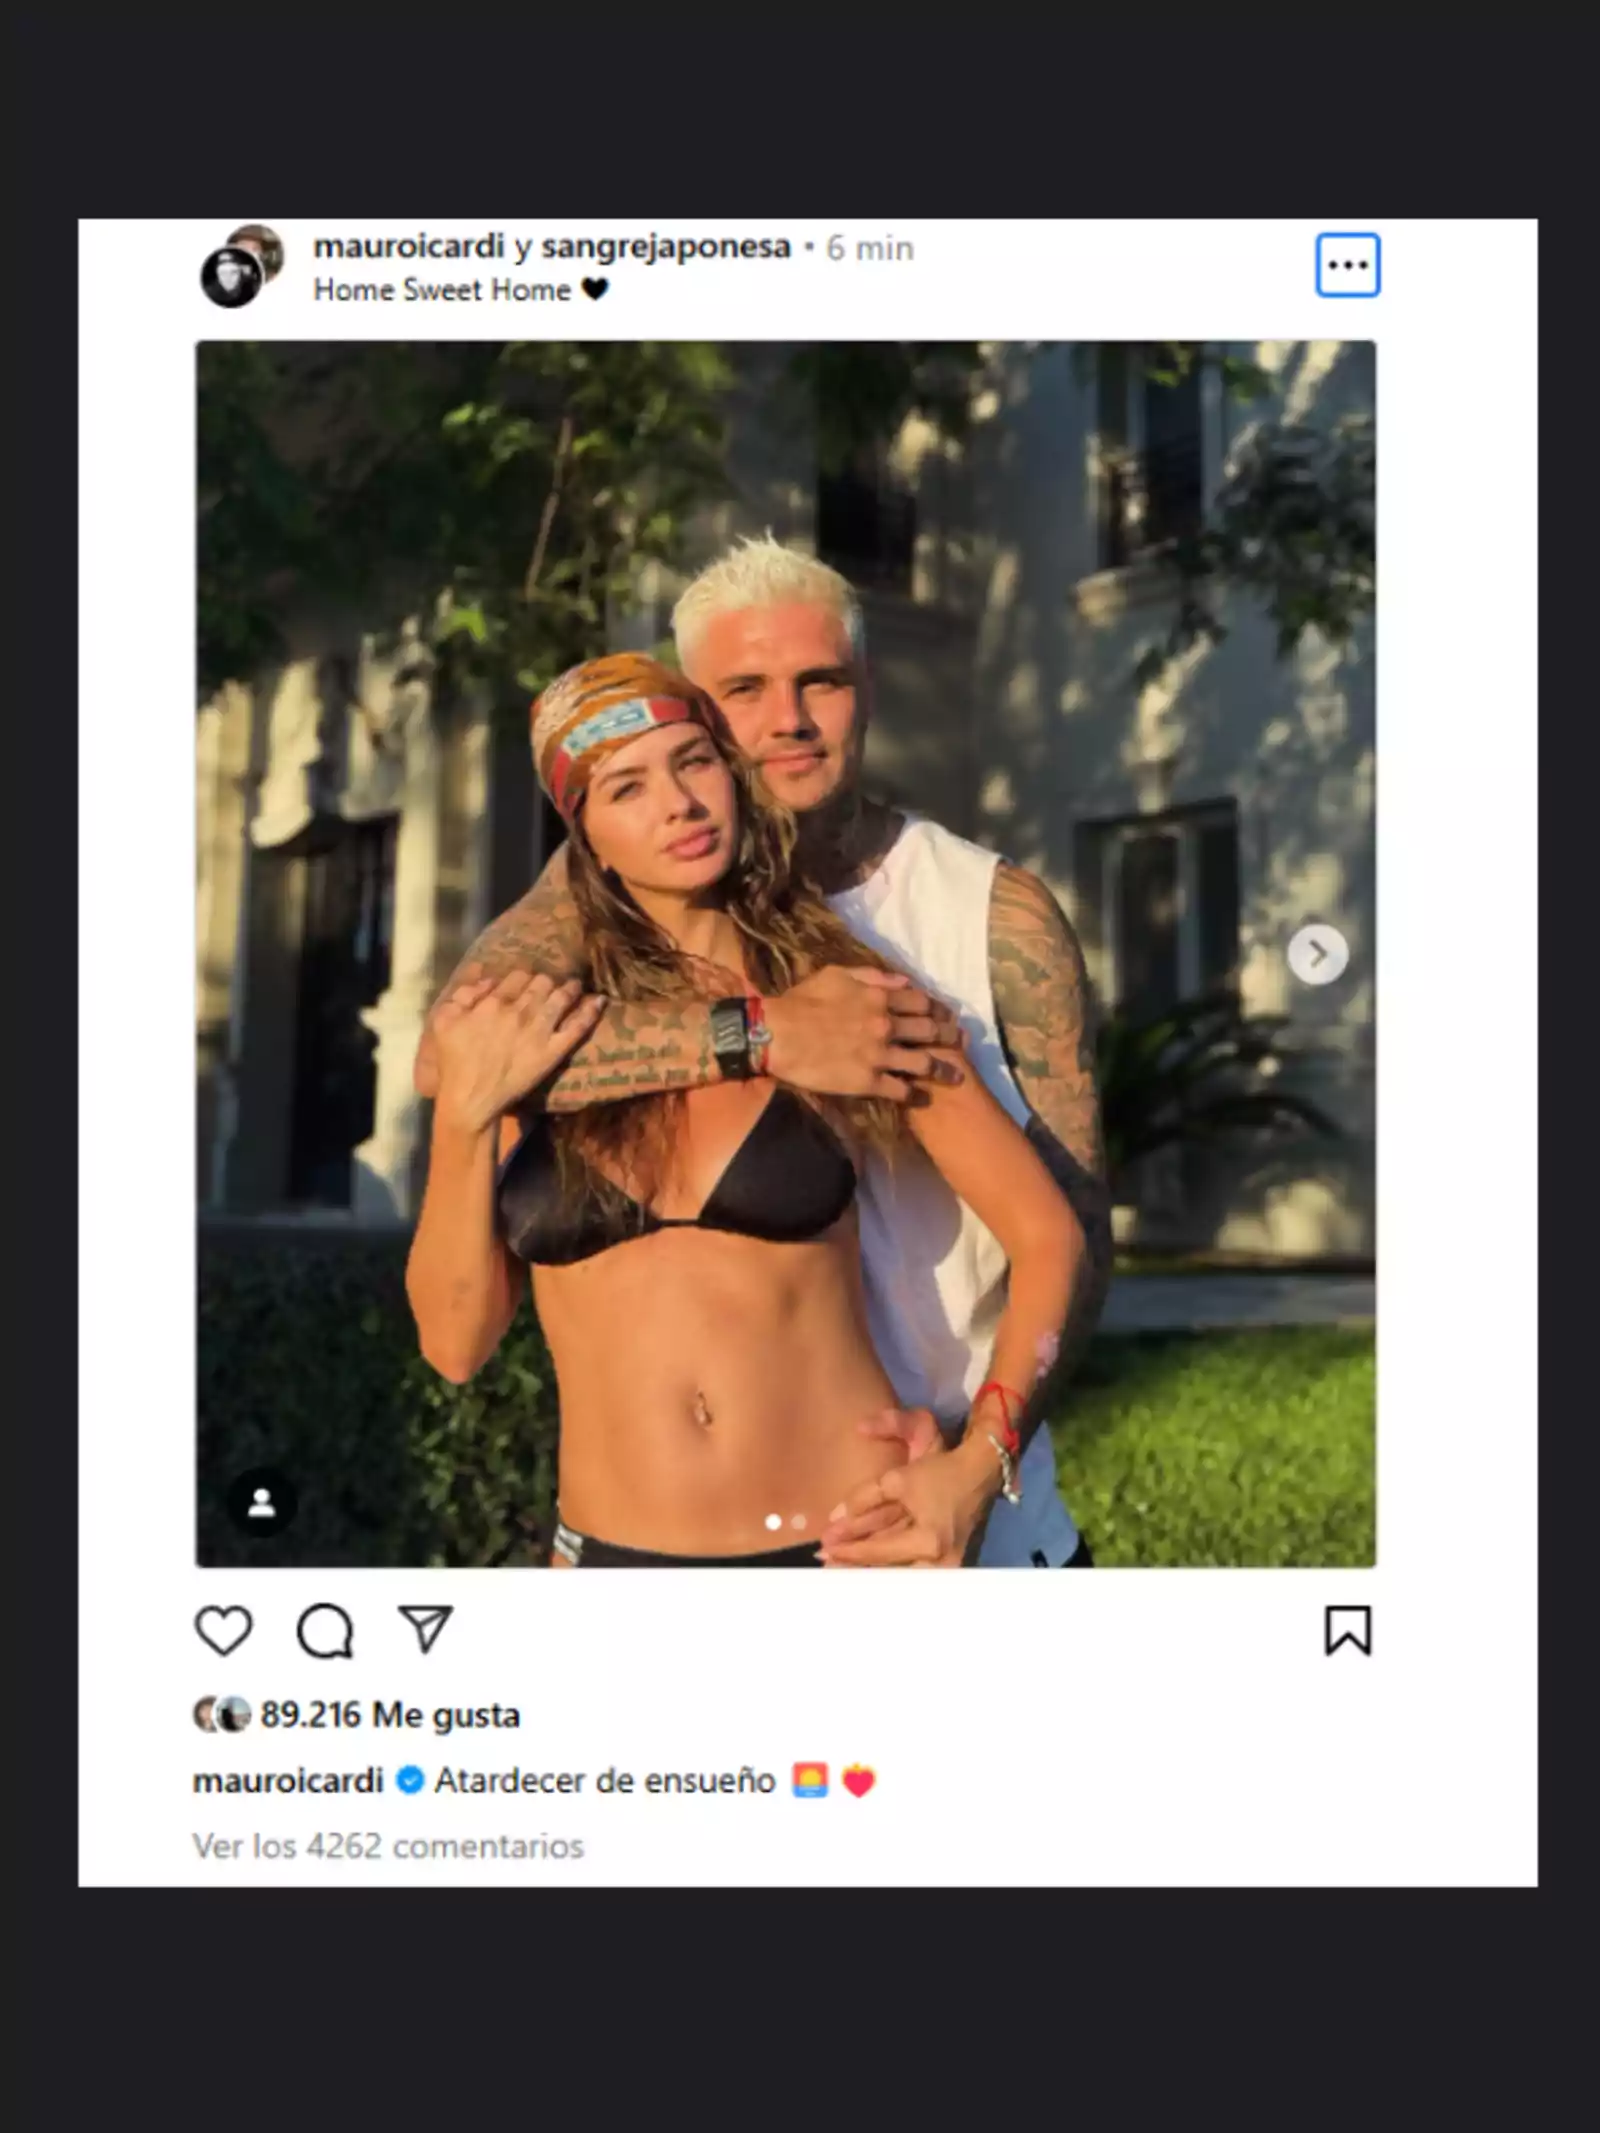 mauroicardi y sangrejaponesa • 6 min
Home Sweet Home 🖤
89.216 Me gusta
mauroicardi Atardecer de ensueño 🌅 ❤️
Ver los 4262 comentarios